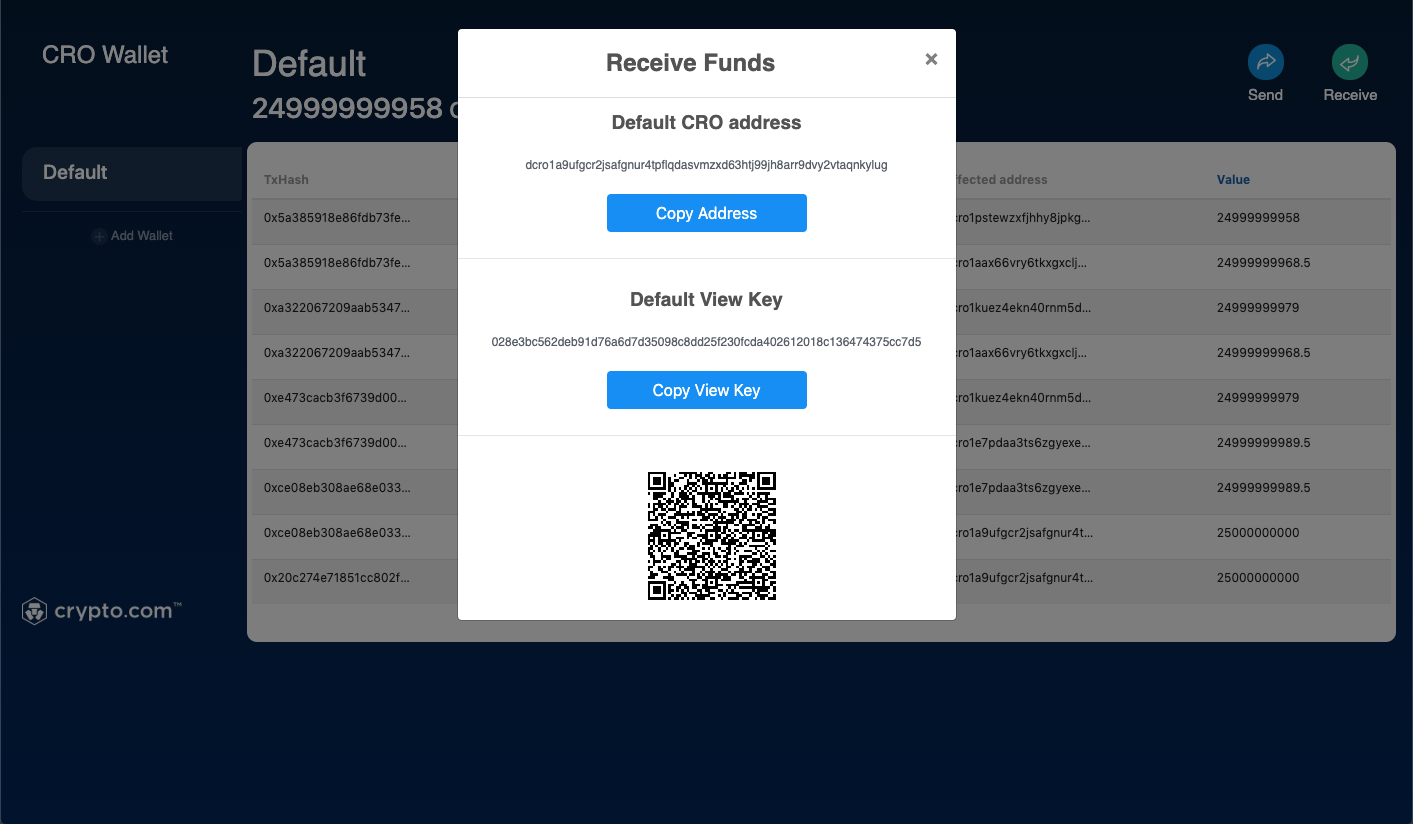 CRO Wallet
Default
24999999958
Send
Receive
Default
Add Wallet
Receive Funds
×
Default CRO address
dcro1a9ufgcr2jsafgnur4tpflqdasvmzxd63htj99jh8arr9dvy2vtaqnkylug
Copy Address
Default View Key
028e3bc562deb91d76a6d7d35098c8dd25f230fcda402612018c136474375cc7d5
Copy View Key
TxHash ffected address Value
0x5a385918e86fdb73fe... cro1pstewzxfjhhy8jpkg... 24999999958
0x5a385918e86fdb73fe... cro1aax66vry6tkxgxclj... 24999999968.5
0xa322067209aab5347... cro1kuez4ekn40rnm5d... 24999999979
0xa322067209aab5347... cro1aax66vry6tkxgxclj... 24999999968.5
0xe473cacb3f6739d00... cro1kuez4ekn40rnm5d... 24999999979
0xe473cacb3f6739d00... cro1e7pdaa3ts6zgyexe... 24999999989.5
0xce08eb308ae68e033... cro1e7pdaa3ts6zgyexe... 24999999989.5
0xce08eb308ae68e033... cro1a9ufgcr2jsafgnur4t... 25000000000
0x20c274e71851cc802f... cro1a9ufgcr2jsafgnur4t... 25000000000
crypto.com™